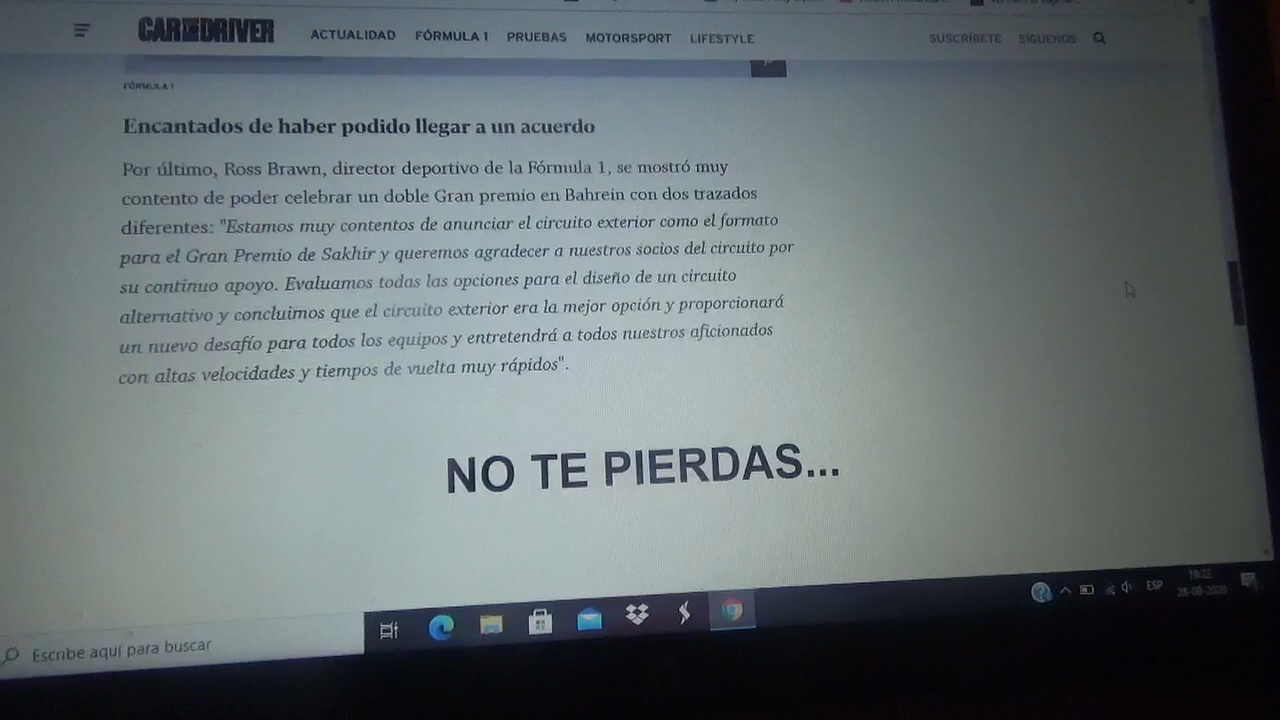 CAR AND DRIVER ACTUALIDAD FÓRMULA 1 PRUEBAS MOTORSPORT LIFESTYLE SUSCRÍBETE SÍGUENOS
FÓRMULA 1
Encantados de haber podido llegar a un acuerdo
Por último, Ross Brawn, director deportivo de la Fórmula 1, se mostró muy
contento de poder celebrar un doble Gran premio en Bahrein con dos trazados
diferentes: "Estamos muy contentos de anunciar el circuito exterior como el formato
para el Gran Premio de Sakhir y queremos agradecer a nuestros socios del circuito por
su continuo apoyo. Evaluamos todas las opciones para el diseño de un circuito
alternativo y concluimos que el circuito exterior era la mejor opción y proporcionará
un nuevo desafío para todos los equipos y entretendrá a todos nuestros aficionados
con altas velocidades y tiempos de vuelta muy rápidos".
NO TE PIERDAS...
ESP
28-08-2020
Escribe aquí para buscar